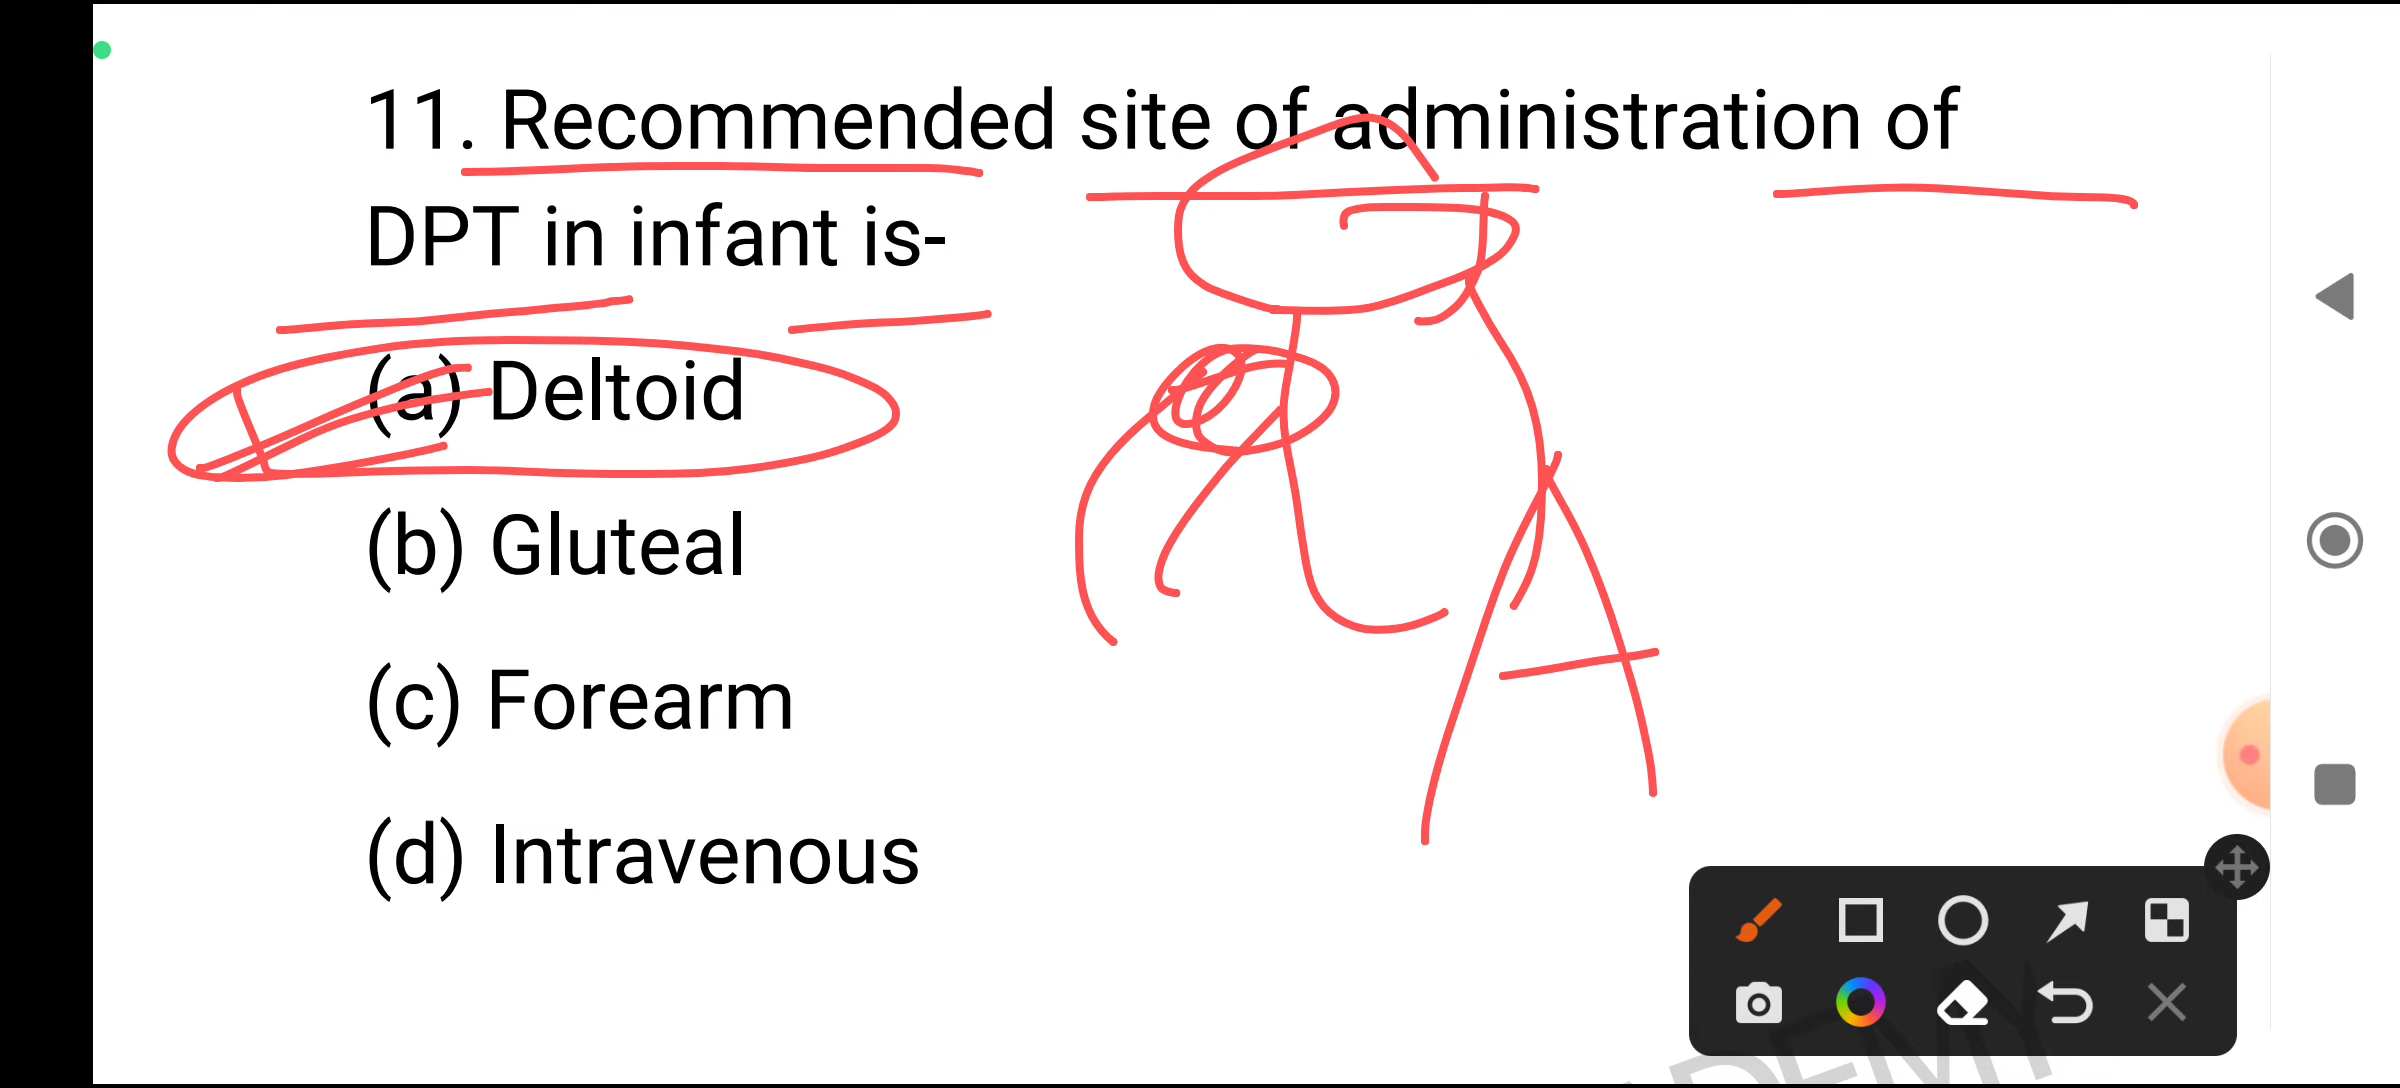 11. Recommended site of administration of
DPT in infant is-
(a) Deltoid
(b) Gluteal
(c) Forearm
(d) Intravenous